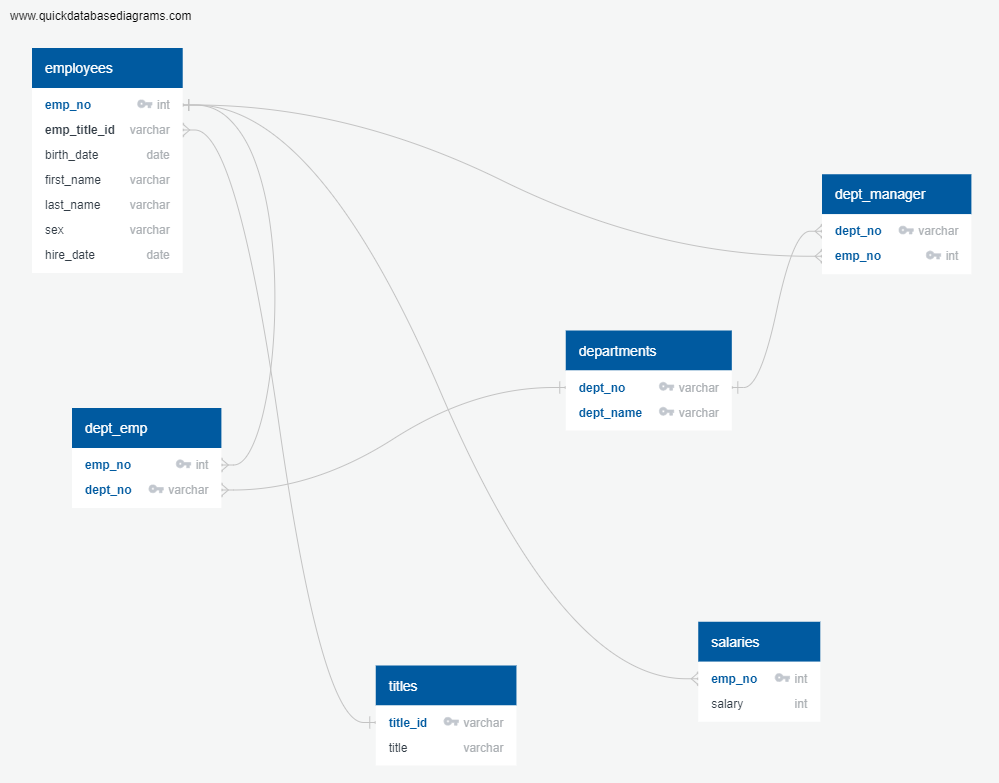 www.quickdatabasediagrams.com
employees
emp_no int
emp_title_id varchar
birth_date date
first_name varchar
last_name varchar
sex varchar
hire_date date
dept_manager
dept_no varchar
emp_no int
departments
dept_no varchar
dept_name varchar
dept_emp
emp_no int
dept_no varchar
salaries
emp_no int
salary int
titles
title_id varchar
title varchar